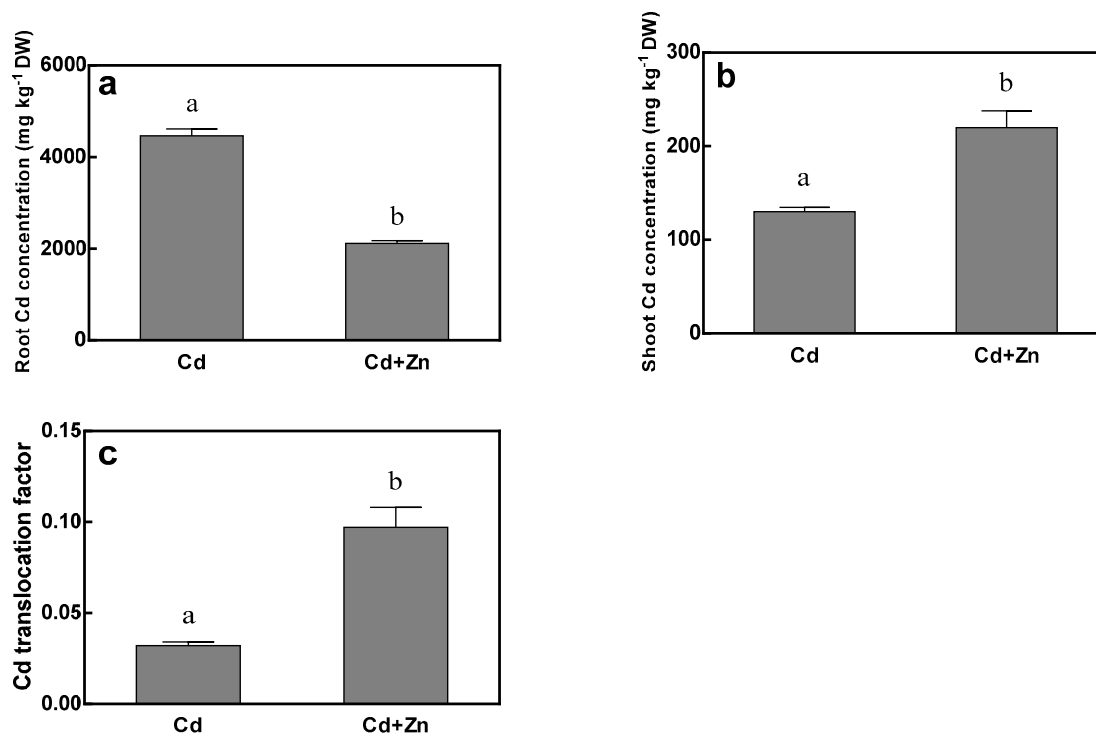 a
Root Cd concentration (mg kg⁻¹ DW)
6000
4000
2000
0
a
b
Cd
Cd+Zn
b
Shoot Cd concentration (mg kg⁻¹ DW)
300
200
100
0
a
b
Cd
Cd+Zn
c
Cd translocation factor
0.15
0.10
0.05
0.00
a
b
Cd
Cd+Zn